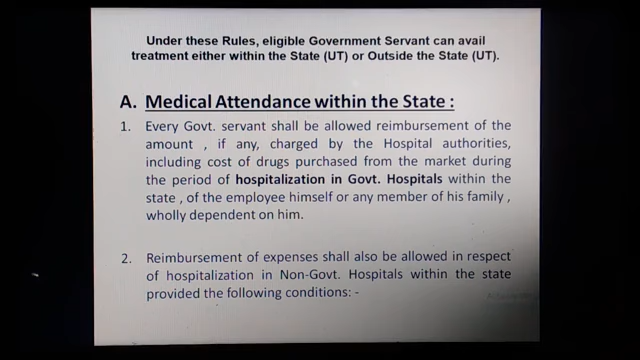 Under these Rules, eligible Government Servant can avail
treatment either within the State (UT) or Outside the State (UT).
A. Medical Attendance within the State :
1. Every Govt. servant shall be allowed reimbursement of the
amount , if any, charged by the Hospital authorities,
including cost of drugs purchased from the market during
the period of hospitalization in Govt. Hospitals within the
state , of the employee himself or any member of his family ,
wholly dependent on him.
2. Reimbursement of expenses shall also be allowed in respect
of hospitalization in Non-Govt. Hospitals within the state
provided the following conditions: -